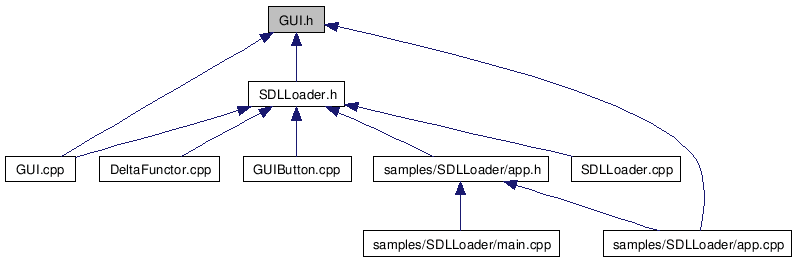 GUI.h
SDLLoader.h
GUI.cpp
DeltaFunctor.cpp
GUIButton.cpp
samples/SDLLoader/app.h
SDLLoader.cpp
samples/SDLLoader/main.cpp
samples/SDLLoader/app.cpp